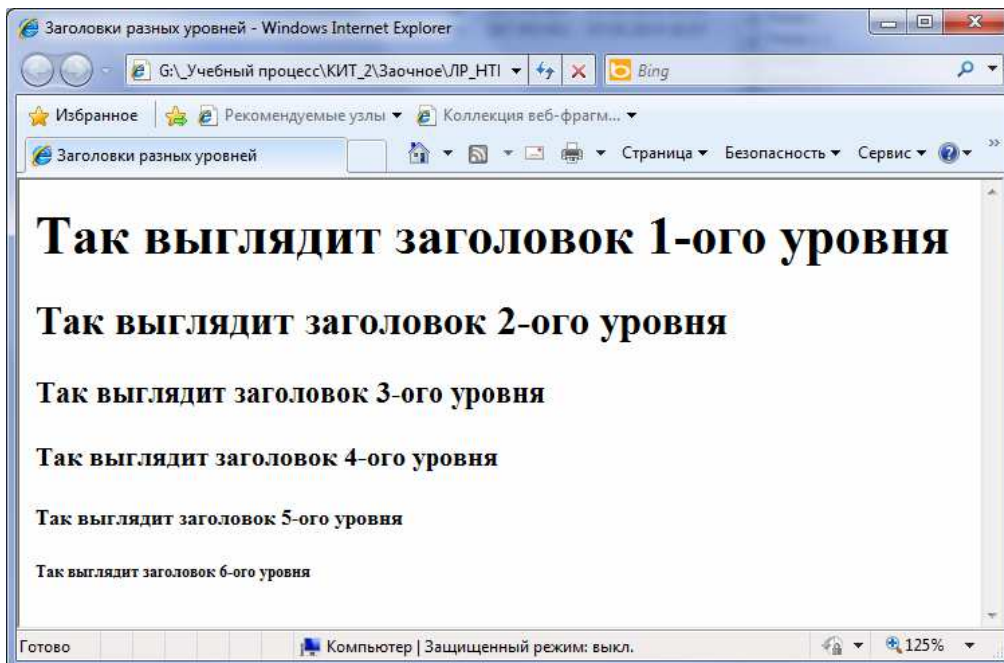 Заголовки разных уровней - Windows Internet Explorer
G:\_Учебный процесс\КИТ_2\Заочное\ЛР_HTI
Bing
Избранное
Рекомендуемые узлы
Коллекция веб-фрагм...
Заголовки разных уровней
Страница
Безопасность
Сервис
Так выглядит заголовок 1-ого уровня
Так выглядит заголовок 2-ого уровня
Так выглядит заголовок 3-ого уровня
Так выглядит заголовок 4-ого уровня
Так выглядит заголовок 5-ого уровня
Так выглядит заголовок 6-ого уровня
Готово
Компьютер | Защищенный режим: выкл.
125%